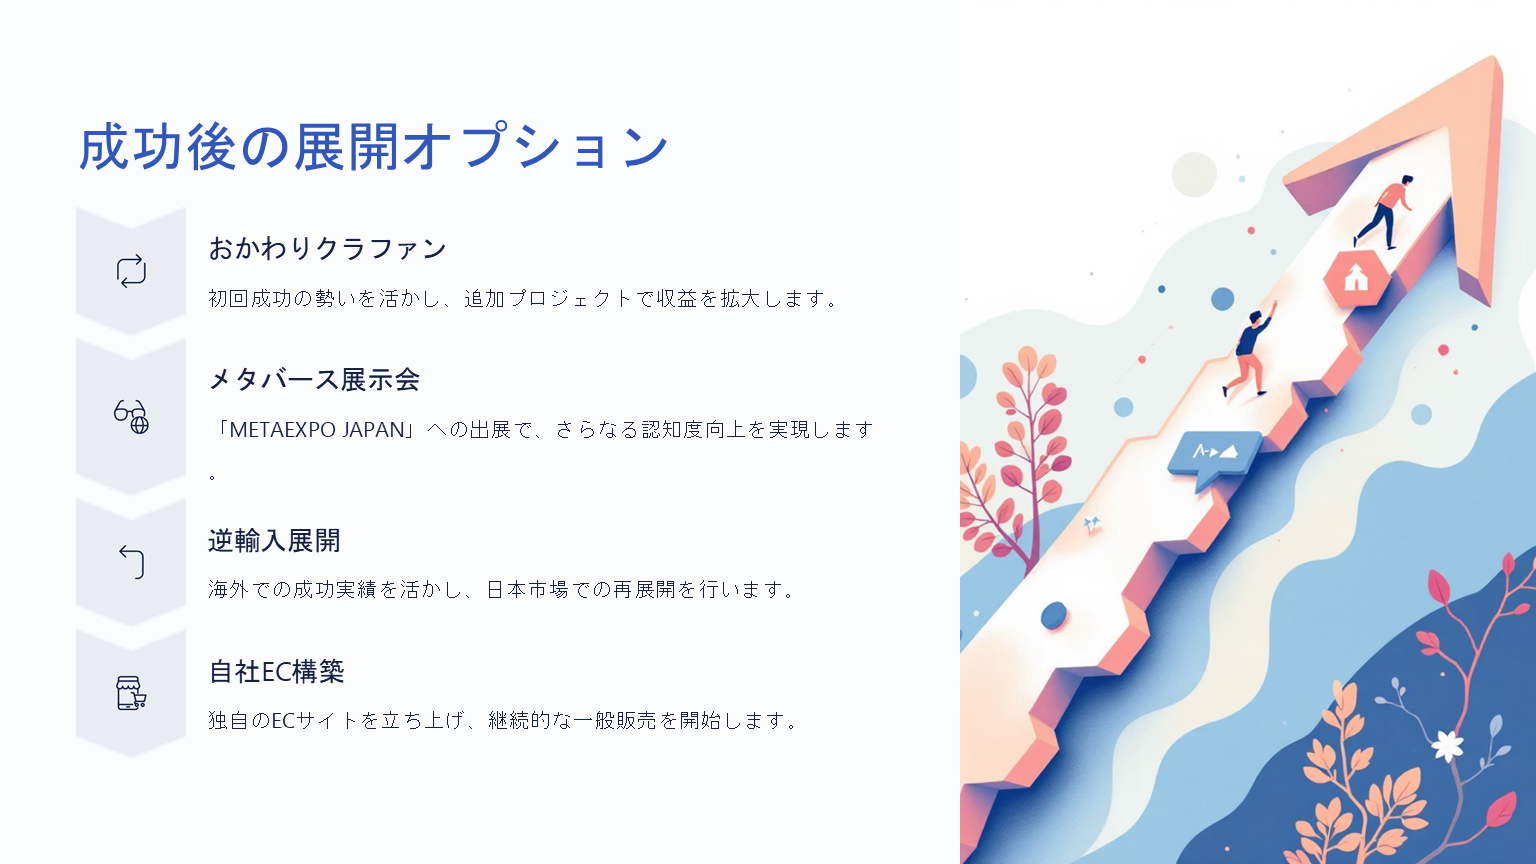 成功後の展開オプション
おかわりクラファン
初回成功の勢いを活かし、追加プロジェクトで収益を拡大します。
メタバース展示会
「METAEXPO JAPAN」への出展で、さらなる認知度向上を実現します
。
逆輸入展開
海外での成功実績を活かし、日本市場での再展開を行います。
自社EC構築
独自のECサイトを立ち上げ、継続的な一般販売を開始します。